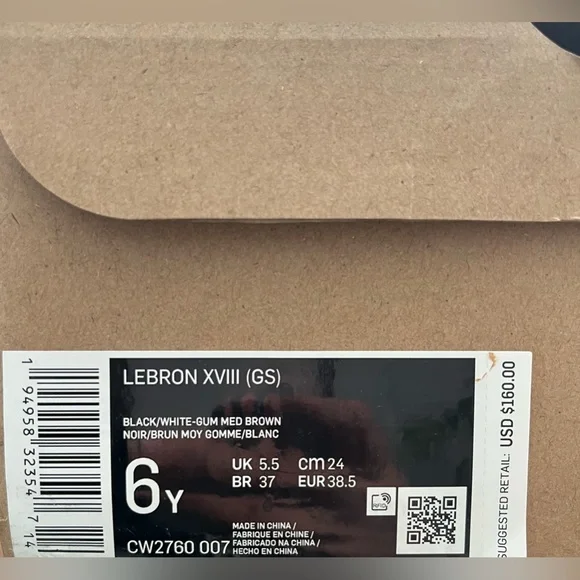 LEBRON XVIII (GS)
BLACK/WHITE-GUM MED BROWN
NOIR/BRUN MOY GOMME/BLANC
6Y
UK 5.5 cm 24
BR 37 EUR 38.5
RFID
CW2760 007
MADE IN CHINA /
FABRIQUE EN CHINE /
FABRICADO NA CHINA /
HECHO EN CHINA
1 94958 32354 7 14
SUGGESTED RETAIL: USD $160.00